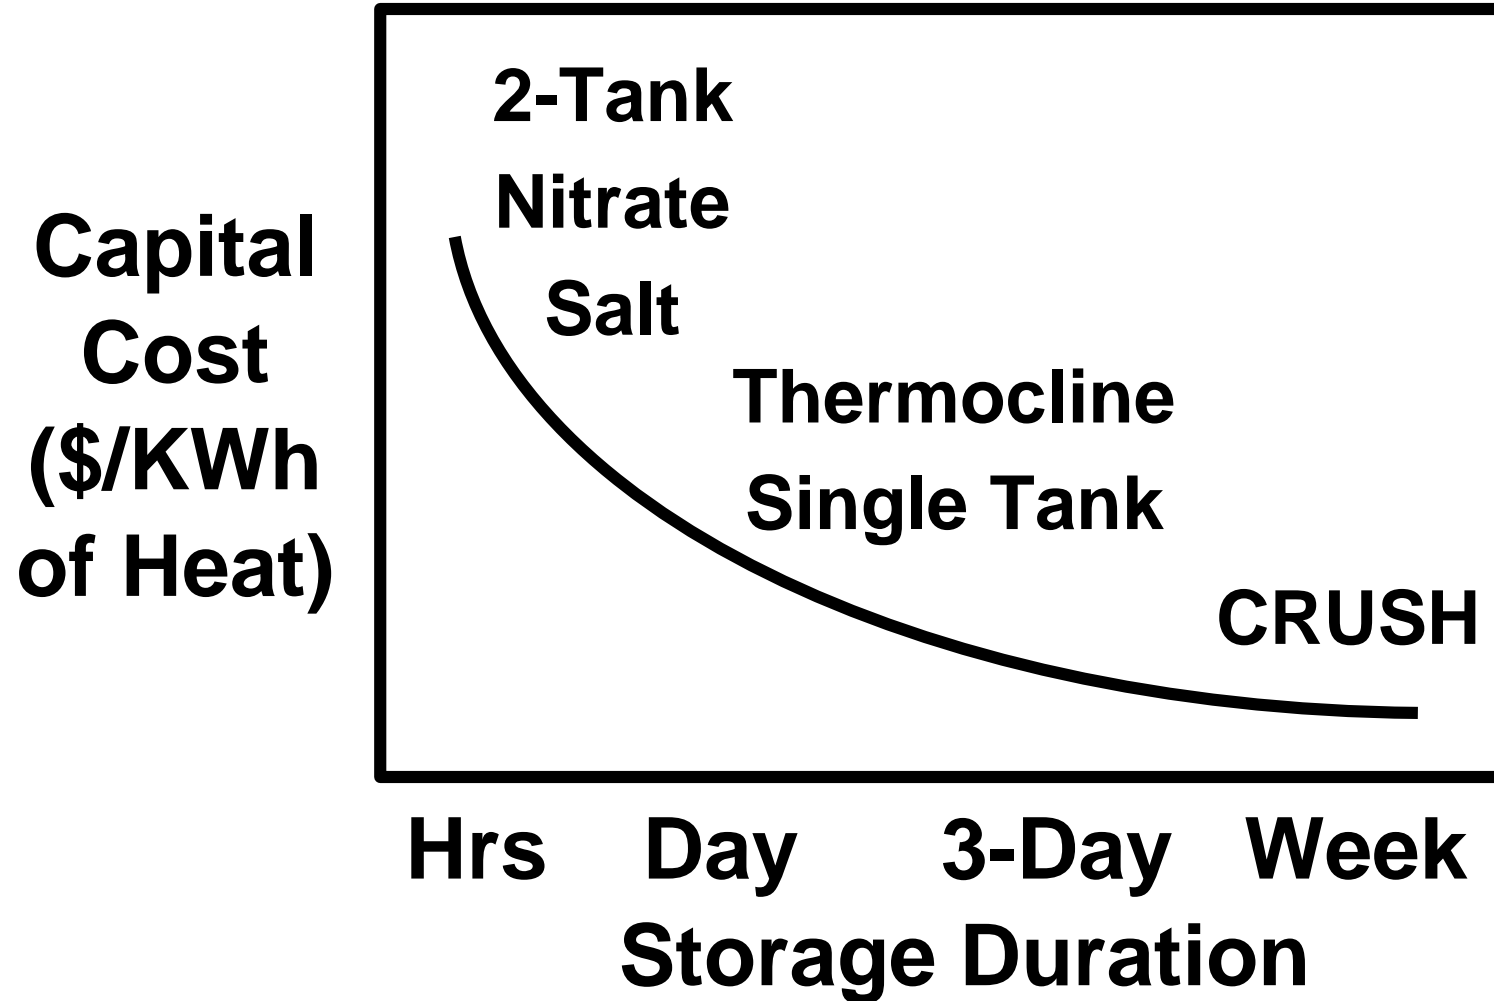 2-Tank
Nitrate
Salt
Thermocline
Single Tank
CRUSH
Capital
Cost
($/KWh
of Heat)
Hrs Day 3-Day Week
Storage Duration